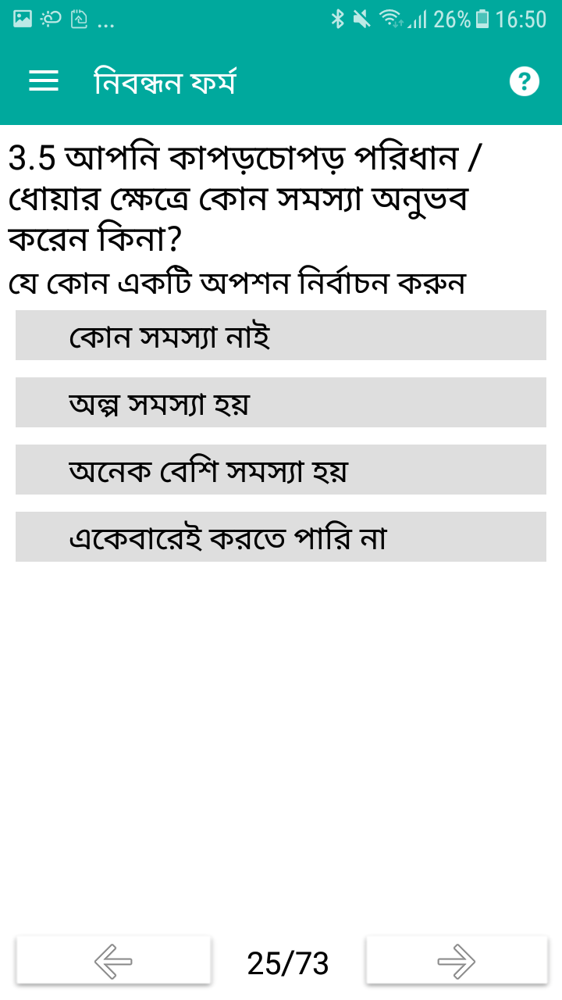 ... 26% 16:50
নিবন্ধন ফর্ম ?
3.5 আপনি কাপড়চোপড় পরিধান /
ধোয়ার ক্ষেত্রে কোন সমস্যা অনুভব
করেন কিনা?
যে কোন একটি অপশন নির্বাচন করুন
কোন সমস্যা নাই
অল্প সমস্যা হয়
অনেক বেশি সমস্যা হয়
একেবারেই করতে পারি না
25/73